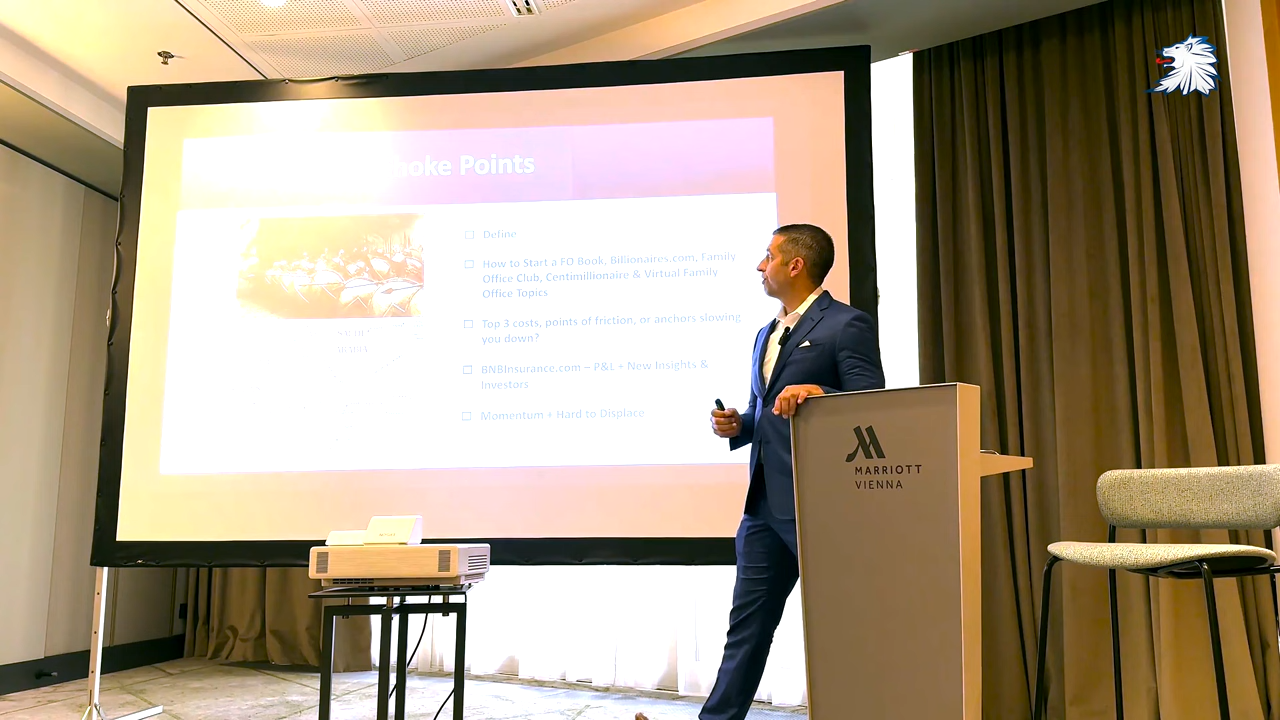 Choke Points
Define
How to Start a FO Book, Billionaires.com, Family
Office Club, Centimillionaire & Virtual Family
Office Topics
Top 3 costs, points of friction, or anchors slowing
you down?
BNBInsurance.com – P&L + New Insights &
Investors
Momentum + Hard to Displace
MARRIOTT
VIENNA